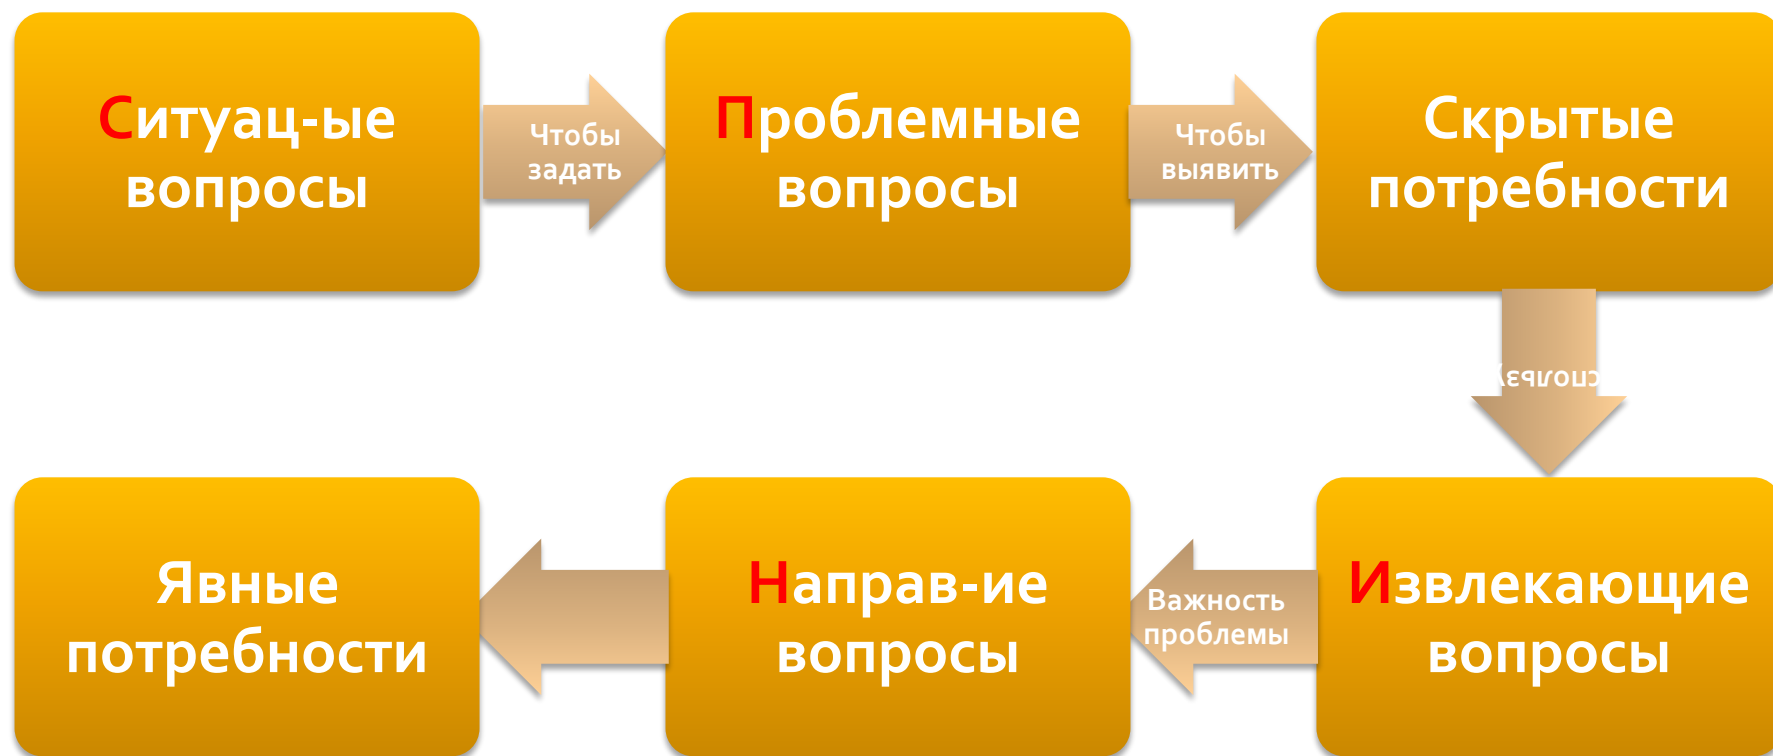 Ситуац-ые
вопросы
Чтобы
задать
Проблемные
вопросы
Чтобы
выявить
Скрытые
потребности
Явные
потребности
Направ-ие
вопросы
Важность
проблемы
Извлекающие
вопросы